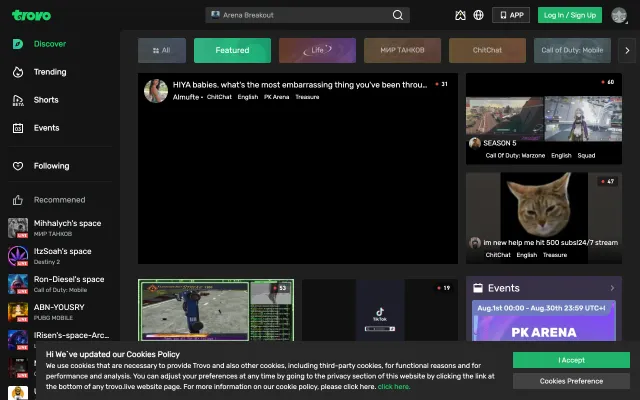 trovo
Arena Breakout
APP
Log In / Sign Up
Discover
Trending
Shorts
BETA
Events
Following
Recommened
Mihhalych's space
МИР ТАНКОВ
LIVE
ItzSoah's space
Destiny 2
LIVE
Ron-Diesel's space
Call of Duty: Mobile
LIVE
ABN-YOUSRY
PUBG MOBILE
LIVE
IRisen's-space-Arc...
All
Featured
Life
МИР ТАНКОВ
ChitChat
Call of Duty: Mobile
HIYA babies. what's the most embarrassing thing you've been throu...
31
Almufte • ChitChat English PK Arena Treasure
60
SEASON 5
Call Of Duty: Warzone English Squad
47
im new help me hit 500 subs!24/7 stream
ChitChat English Treasure
53
19
TikTok
Events
Aug.1st 00:00 - Aug.30th 23:59 UTC+
PK ARENA
Hi We`ve updated our Cookies Policy
We use cookies that are necessary to provide Trovo and also other cookies, including third-party cookies, for functional reasons and for
performance and analysis. You can adjust your preferences at any time by going to the privacy section of this website by clicking the link at
the bottom of any trovo.live website page. For more information on our cookie policy, please click here. click here.
I Accept
Cookies Preference